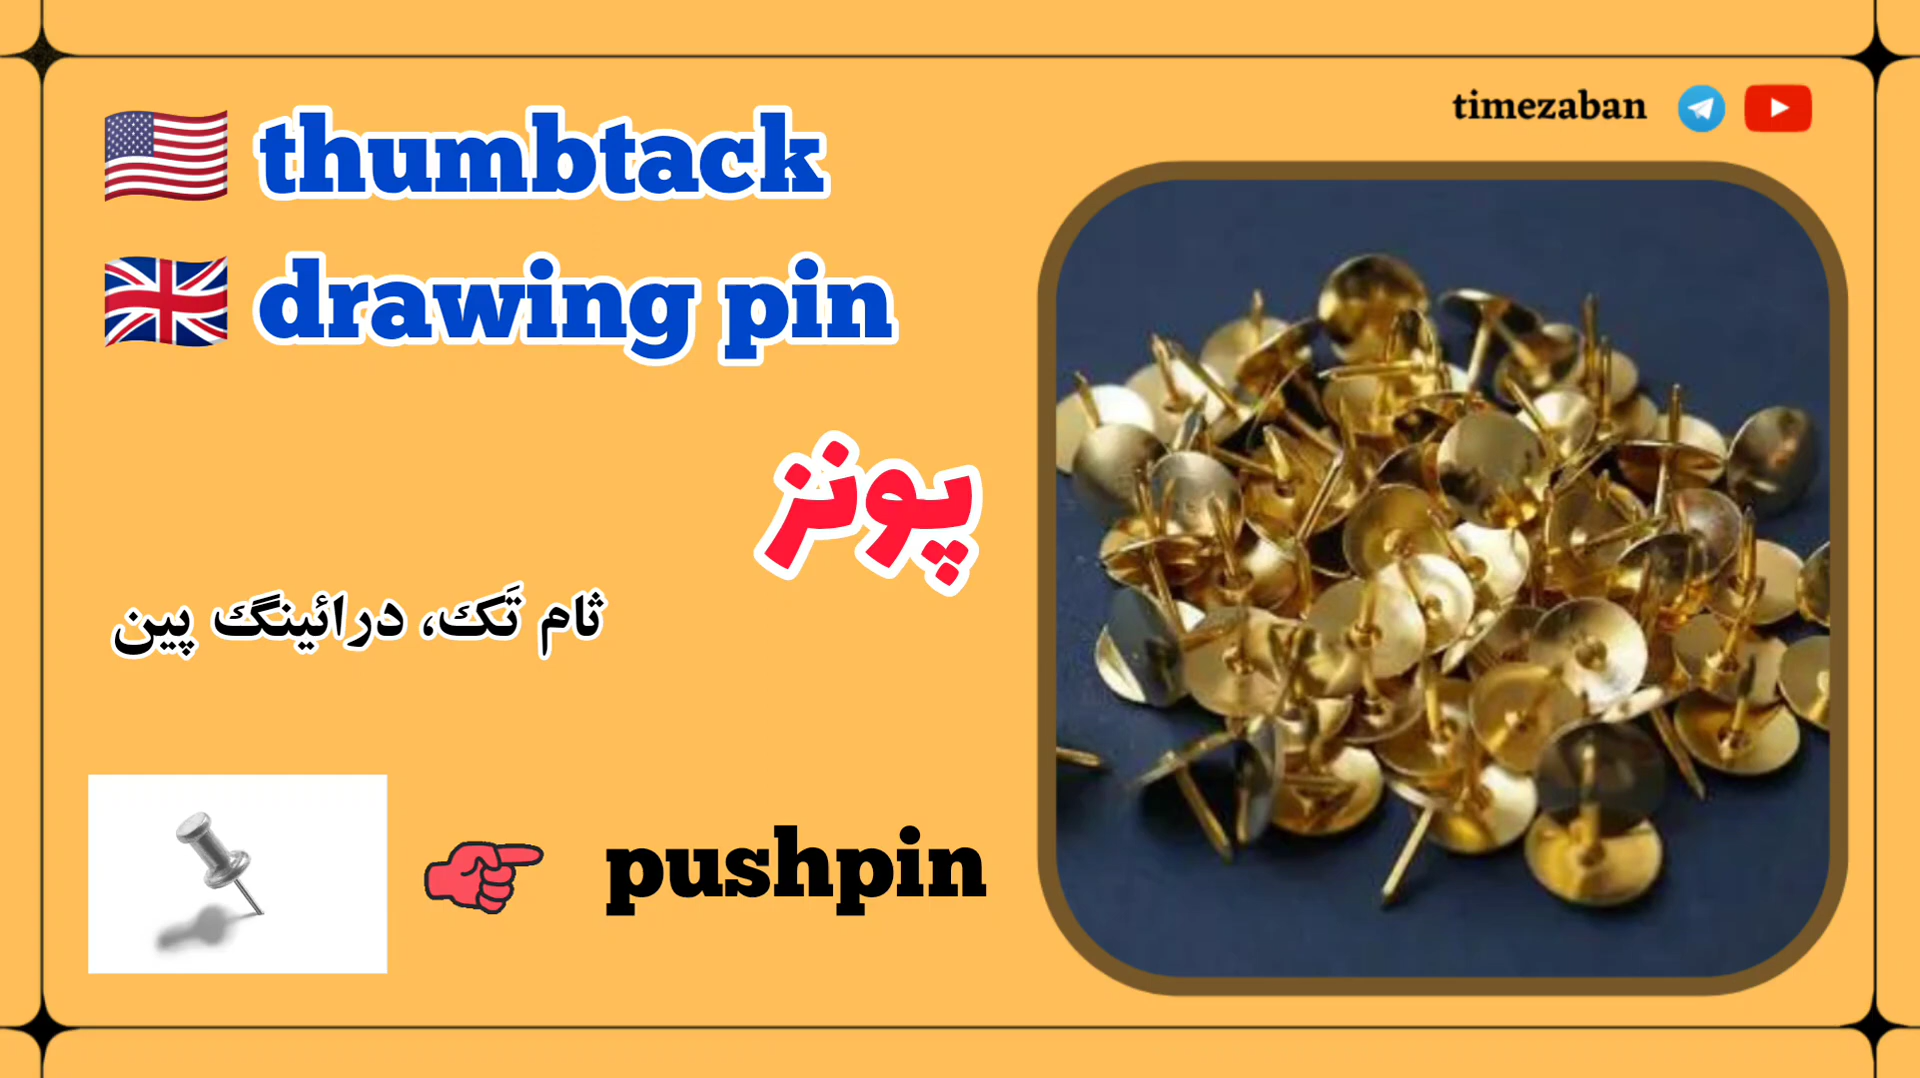 timezaban
thumbtack
drawing pin
پونز
ثام تَک، درائینگ پین
pushpin